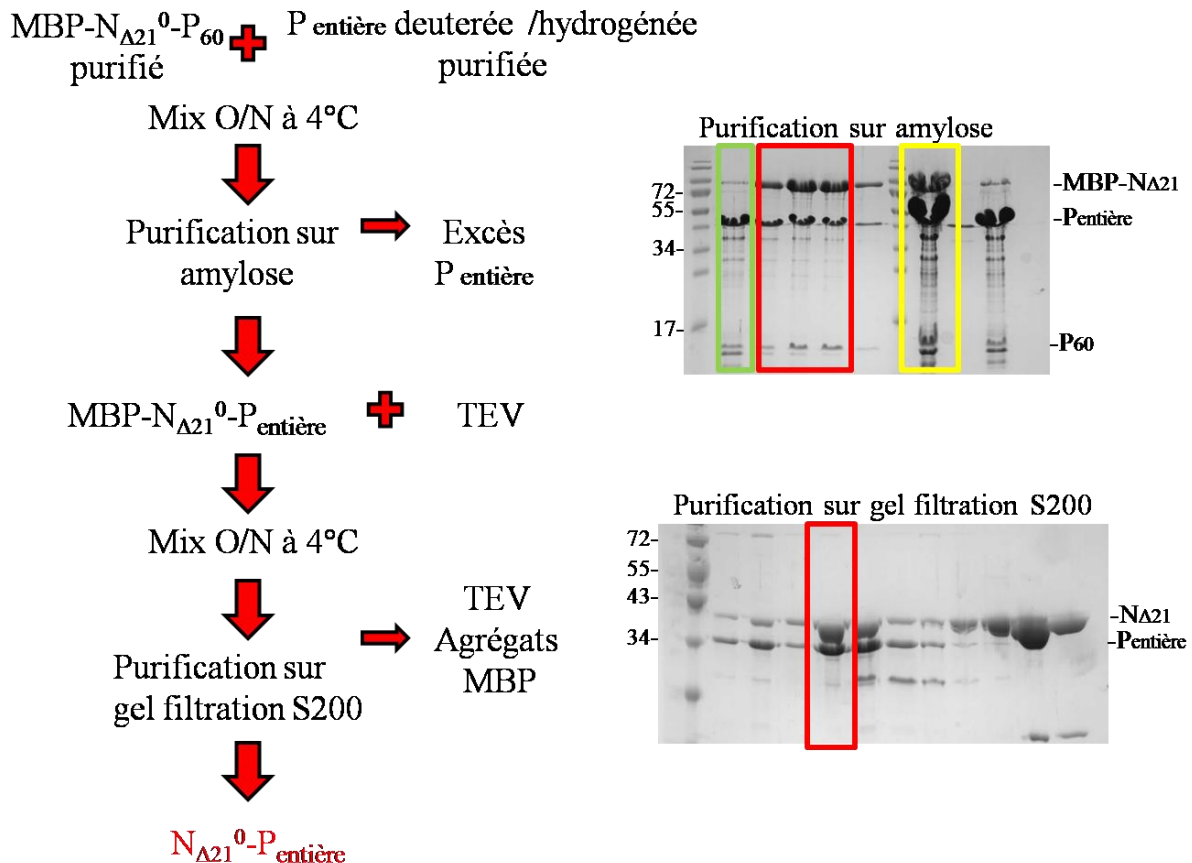 MBP-NΔ21⁰-P60 + P entière deuterée /hydrogénée
purifié purifiée
Mix O/N à 4°C
Purification sur
amylose
Excès
P entière
MBP-NΔ21⁰-Pentière + TEV
Mix O/N à 4°C
Purification sur
gel filtration S200
TEV
Agrégats
MBP
NΔ21⁰-Pentière
Purification sur amylose
72-
55-
34-
17-
-MBP-NΔ21
-Pentière
-P60
Purification sur gel filtration S200
72-
55-
43-
34-
-NΔ21
-Pentière